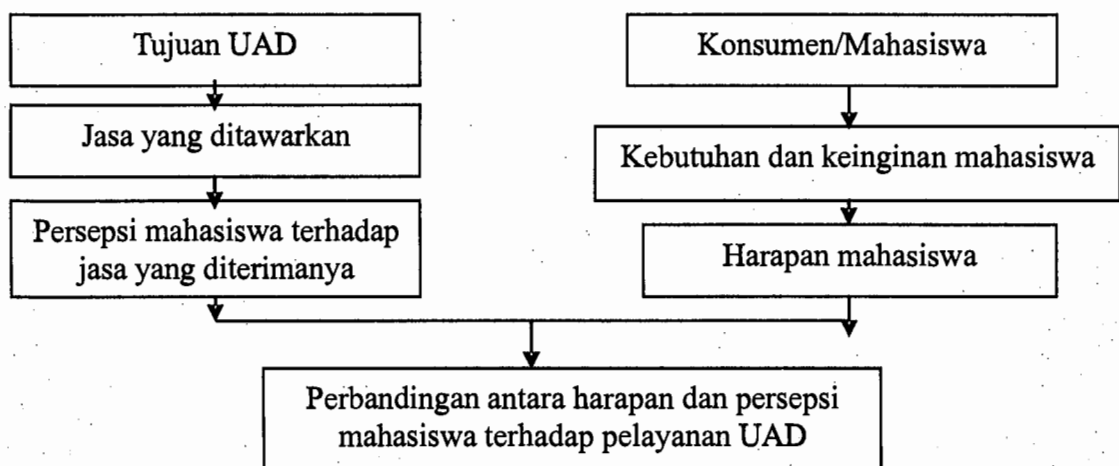 Tujuan UAD
Jasa yang ditawarkan
Persepsi mahasiswa terhadap
jasa yang diterimanya
Konsumen/Mahasiswa
Kebutuhan dan keinginan mahasiswa
Harapan mahasiswa
Perbandingan antara harapan dan persepsi
mahasiswa terhadap pelayanan UAD